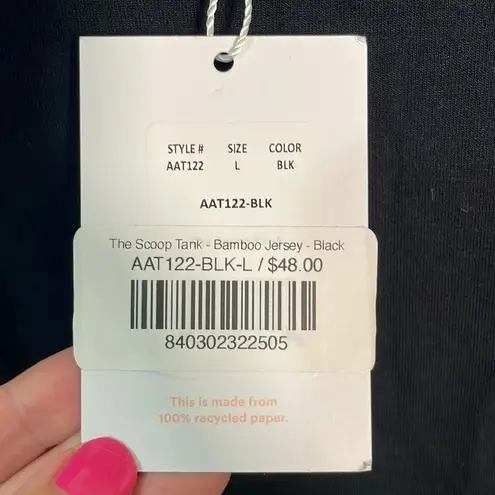 STYLE # SIZE COLOR
AAT122 L BLK
AAT122-BLK
The Scoop Tank - Bamboo Jersey - Black
AAT122-BLK-L / $48.00
840302322505
This is made from
100% recycled paper.